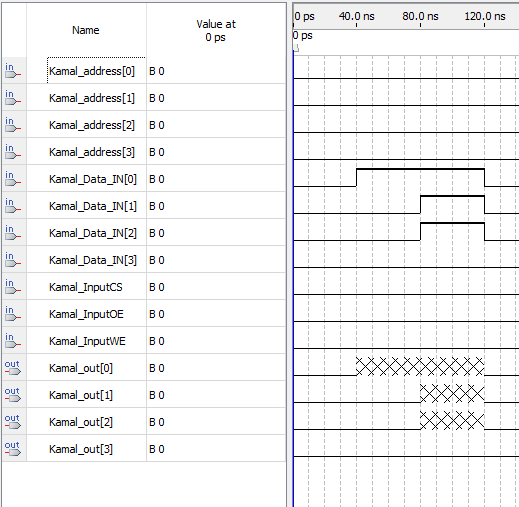 Name Value at 0 ps 0 ps 40.0 ns 80.0 ns 120.0 ns
0 ps
in Kamal_address[0] B 0
in Kamal_address[1] B 0
in Kamal_address[2] B 0
in Kamal_address[3] B 0
in Kamal_Data_IN[0] B 0
in Kamal_Data_IN[1] B 0
in Kamal_Data_IN[2] B 0
in Kamal_Data_IN[3] B 0
in Kamal_InputCS B 0
in Kamal_InputOE B 0
in Kamal_InputWE B 0
out Kamal_out[0] B 0
out Kamal_out[1] B 0
out Kamal_out[2] B 0
out Kamal_out[3] B 0